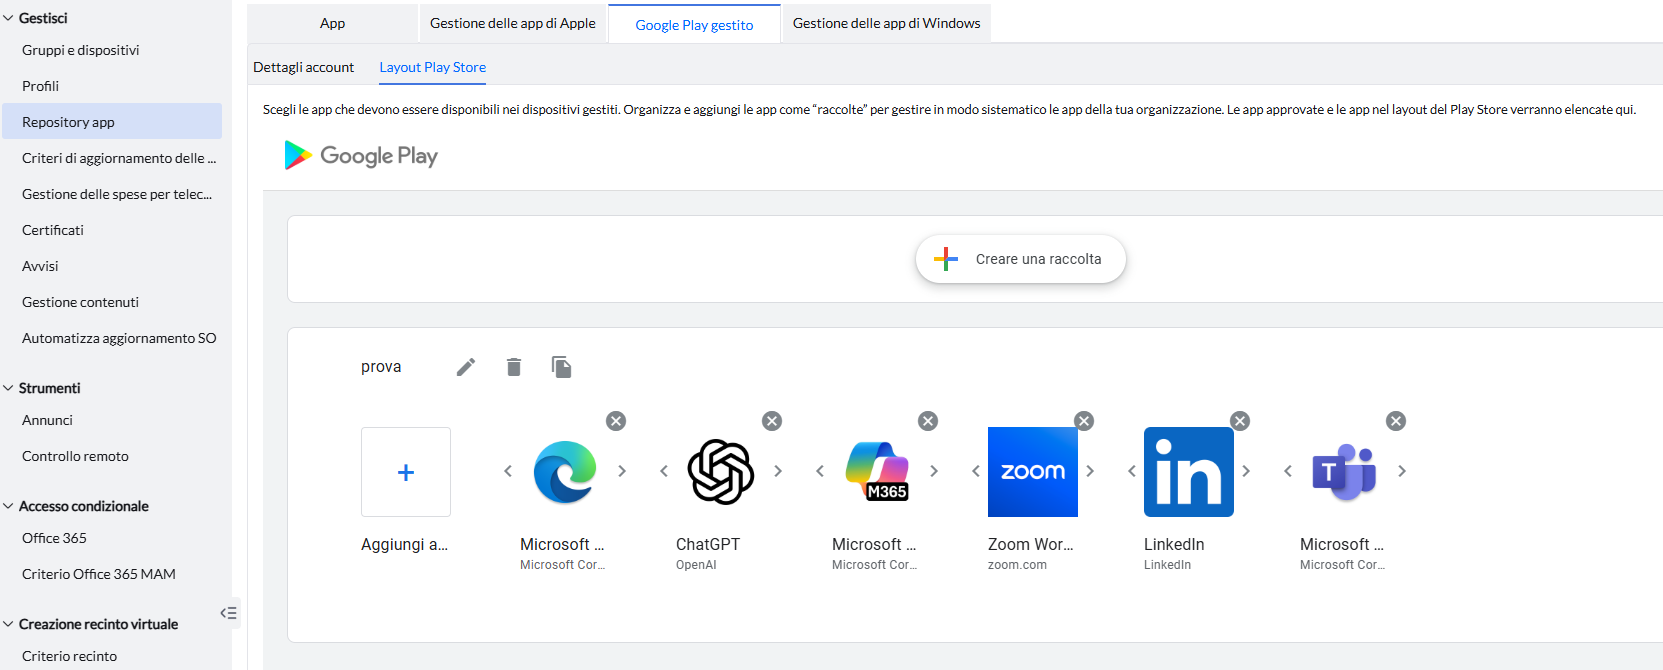 Gestisci
Gruppi e dispositivi
Profili
Repository app
Criteri di aggiornamento delle ...
Gestione delle spese per telec...
Certificati
Avvisi
Gestione contenuti
Automatizza aggiornamento SO
Strumenti
Annunci
Controllo remoto
Accesso condizionale
Office 365
Criterio Office 365 MAM
Creazione recinto virtuale
Criterio recinto
App
Gestione delle app di Apple
Google Play gestito
Gestione delle app di Windows
Dettagli account
Layout Play Store
Scegli le app che devono essere disponibili nei dispositivi gestiti. Organizza e aggiungi le app come “raccolte” per gestire in modo sistematico le app della tua organizzazione. Le app approvate e le app nel layout del Play Store verranno elencate qui.
Google Play
Creare una raccolta
prova
M365
zoom
in
T
Aggiungi a...
Microsoft ...
Microsoft Cor...
ChatGPT
OpenAI
Microsoft ...
Microsoft Cor...
Zoom Wor...
zoom.com
LinkedIn
LinkedIn
Microsoft ...
Microsoft Cor...